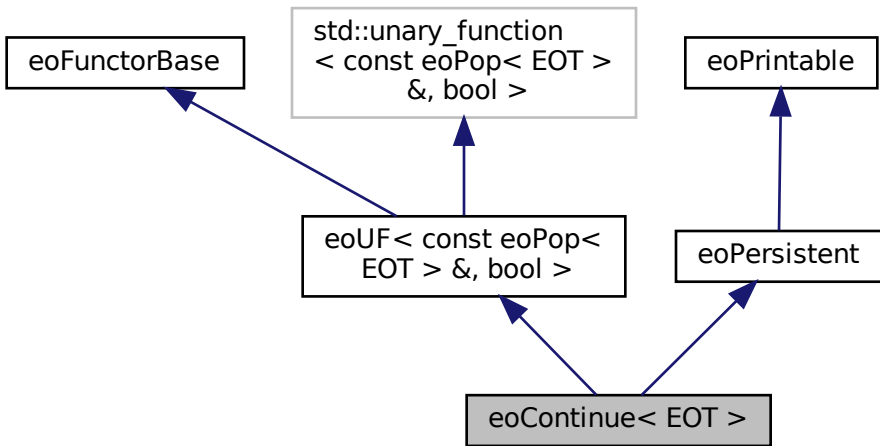 eoFunctorBase
std::unary_function
< const eoPop< EOT >
&, bool >
eoPrintable
eoUF< const eoPop<
EOT > &, bool >
eoPersistent
eoContinue< EOT >